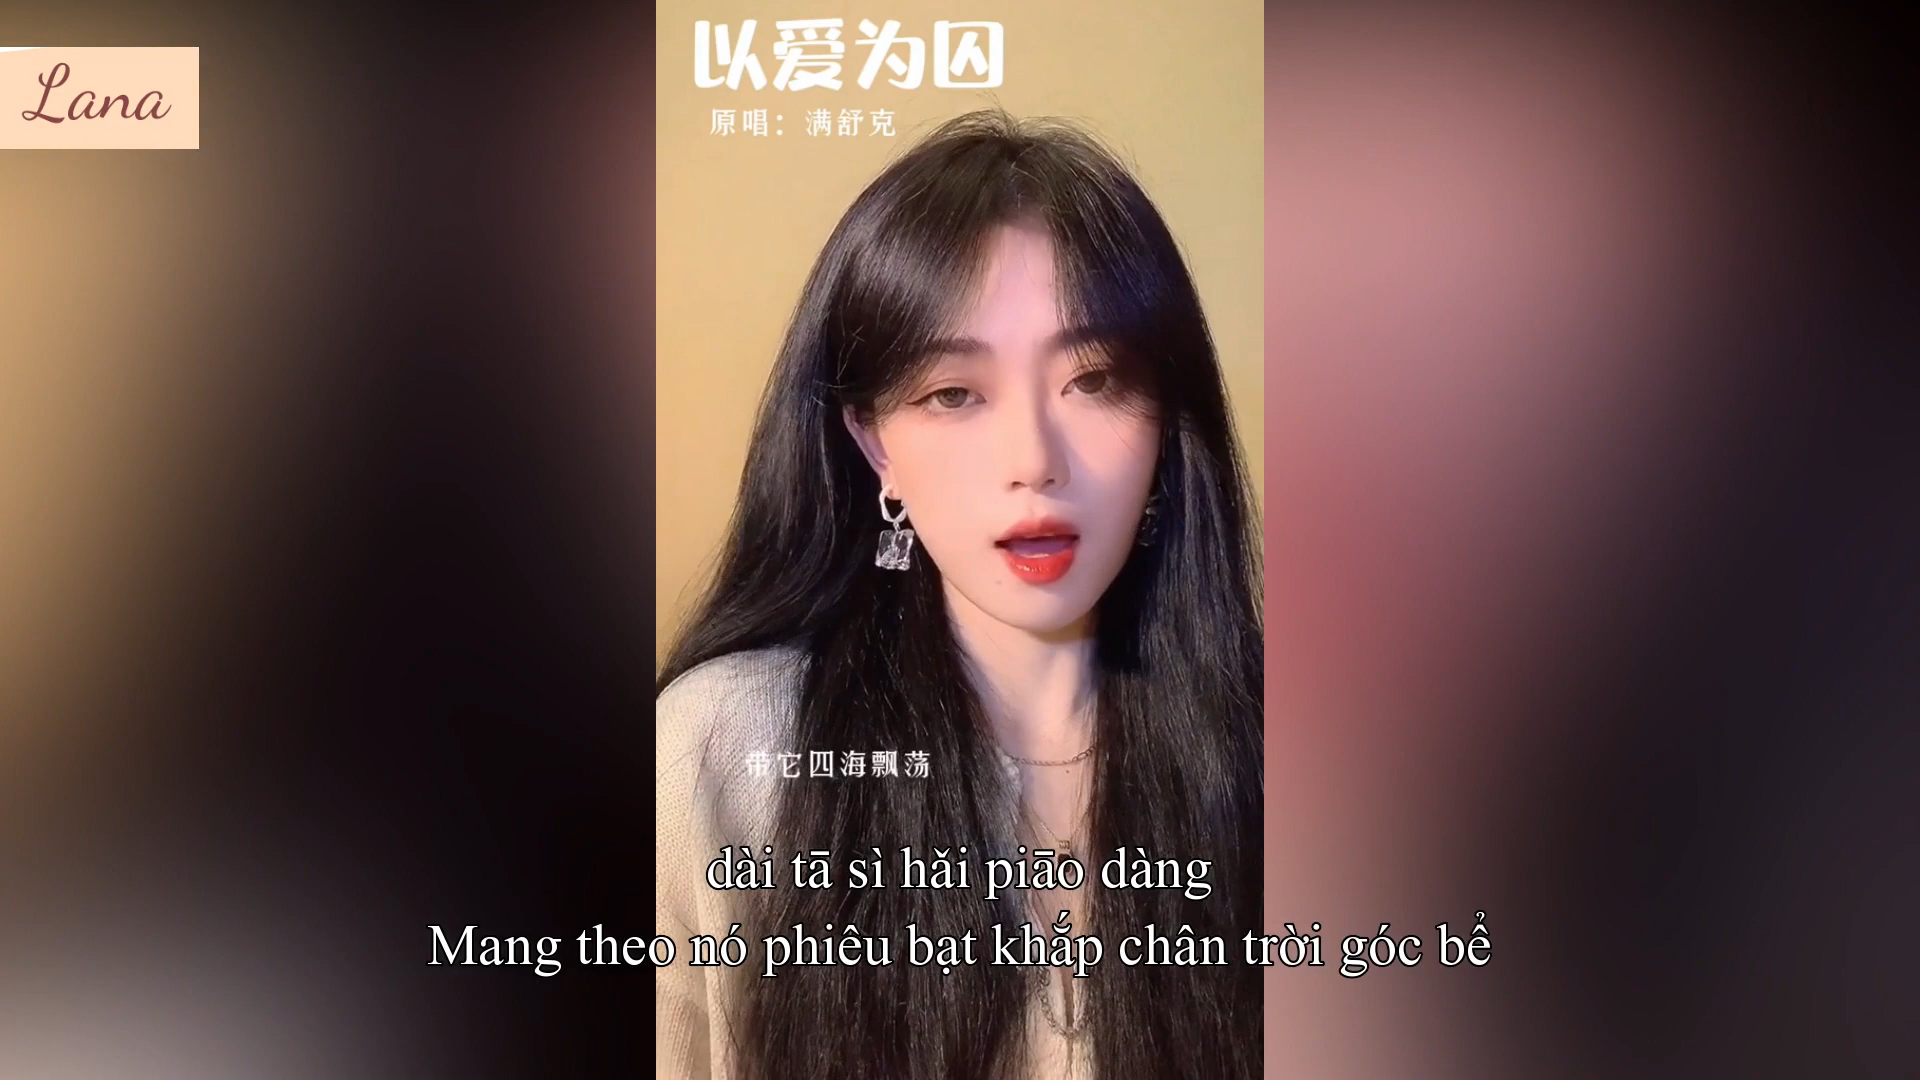 Lana
以爱为囚
原唱：满舒克
带它四海飘荡
dài tā sì hǎi piāo dàng
Mang theo nó phiêu bạt khắp chân trời góc bể